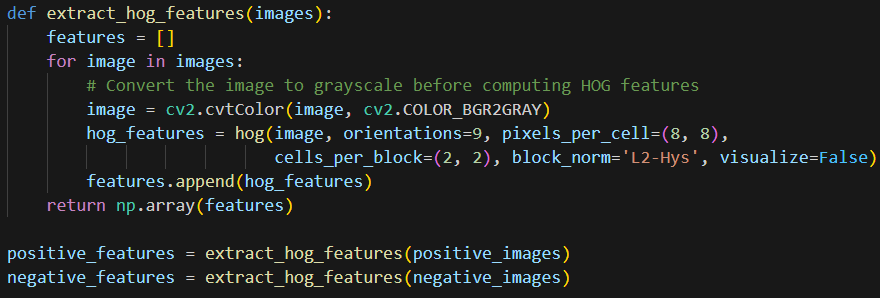 def extract_hog_features(images):
    features = []
    for image in images:
        # Convert the image to grayscale before computing HOG features
        image = cv2.cvtColor(image, cv2.COLOR_BGR2GRAY)
        hog_features = hog(image, orientations=9, pixels_per_cell=(8, 8),
                           cells_per_block=(2, 2), block_norm='L2-Hys', visualize=False)
        features.append(hog_features)
    return np.array(features)

positive_features = extract_hog_features(positive_images)
negative_features = extract_hog_features(negative_images)